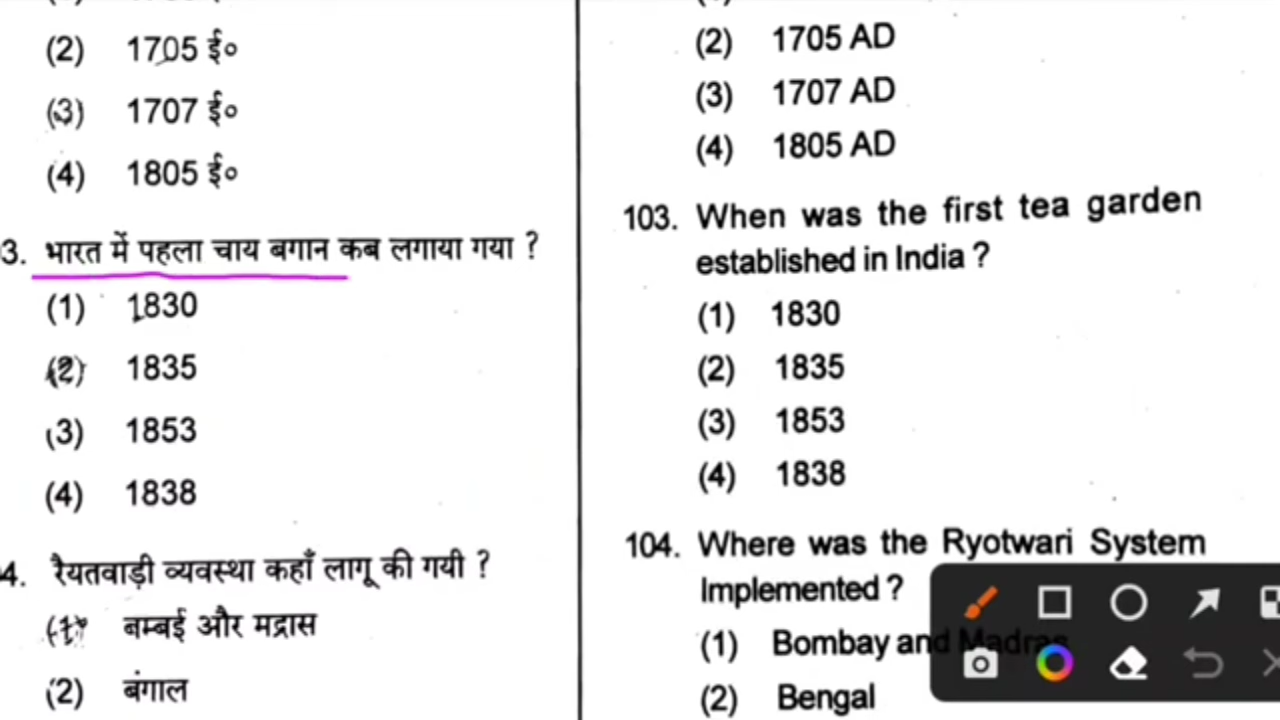 (2) 1705 ई०
(3) 1707 ई०
(4) 1805 ई०
3. भारत में पहला चाय बगान कब लगाया गया ?
(1) 1830
(2) 1835
(3) 1853
(4) 1838
4. रैयतवाड़ी व्यवस्था कहाँ लागू की गयी ?
(1) बम्बई और मद्रास
(2) बंगाल
(2) 1705 AD
(3) 1707 AD
(4) 1805 AD
103. When was the first tea garden
established in India ?
(1) 1830
(2) 1835
(3) 1853
(4) 1838
104. Where was the Ryotwari System
Implemented ?
(1) Bombay and Madras
(2) Bengal